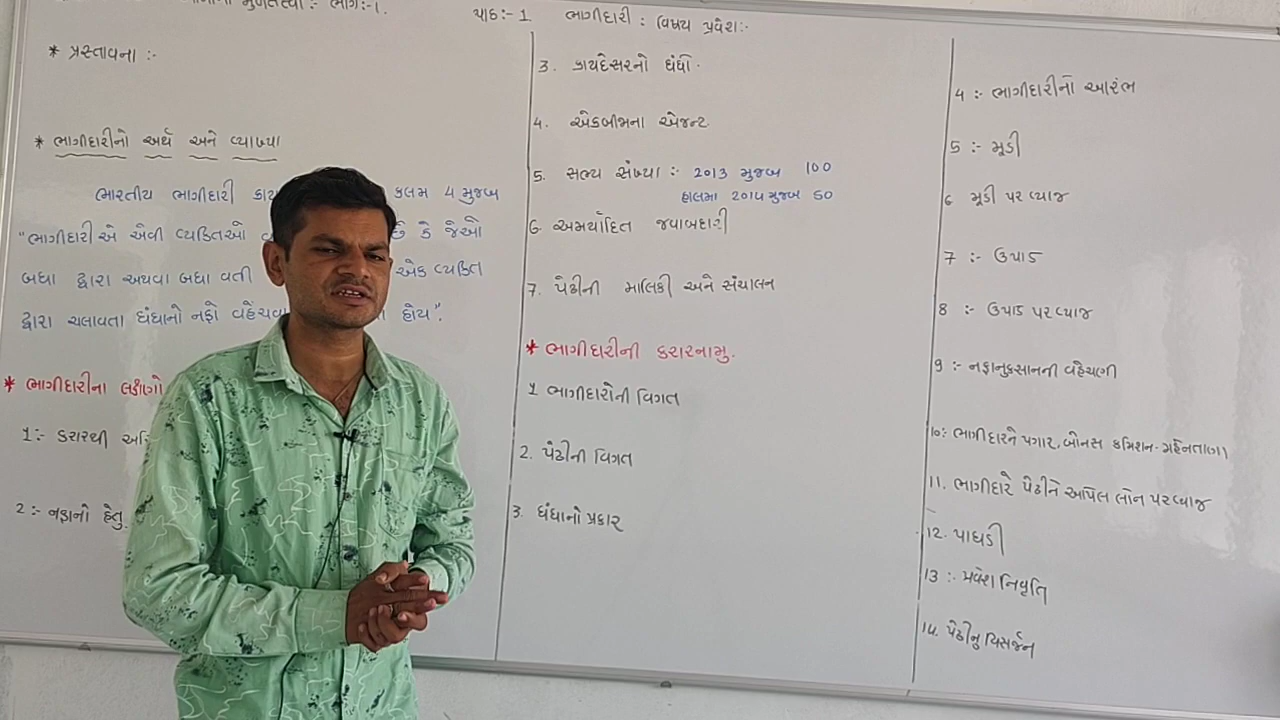 મુળતત્વો :- ભાગ:-1.
પાઠ:- 1 ભાગીદારી : વિષય પ્રવેશ:-
* પ્રસ્તાવના :-
* ભાગીદારીનો અર્થ અને વ્યાખ્યા
ભારતીય ભાગીદારી કલમ 4 મુજબ
"ભાગીદારી એ એવી વ્યકિતઓ છે કે જેઓ
બધા દ્વારા અથવા બધા વતી એક વ્યકિત
દ્વારા ચલાવતા ધંધાનો નફો હોય".
* ભાગીદારીના લક્ષણો
1:- કરારથી
2:- નફાનો હેતુ.
3. કાયદેસરનો ધંધો.
4. એકબીજાના એજન્ટ
5. સભ્ય સંખ્યા :- 2013 મુજબ 100
હાલમા 2014 મુજબ 50
6. અમર્યાદિત જવાબદારી
7. પેઢીની માલિકી અને સંચાલન
* ભાગીદારીની કરારનામુ.
1 ભાગીદારોની વિગત
2. પેઢીની વિગત
3. ધંધાનો પ્રકાર
4 :- ભાગીદારીનો આરંભ
5 :- મૂડી
6 મૂડી પર વ્યાજ
7 :- ઉપાડ
8 :- ઉપાડ પર વ્યાજ
9 :- નફાનુકસાનની વહેચણી
10:- ભાગીદારને પગાર, બોનસ કમિશન- મહેનતાણા
11. ભાગીદારે પેઢીને આપેલ લોન પર વ્યાજ
12. પાઘડી
13 :- પ્રવેશ નિવૃતિ
14. પેઢીનુ વિસર્જન